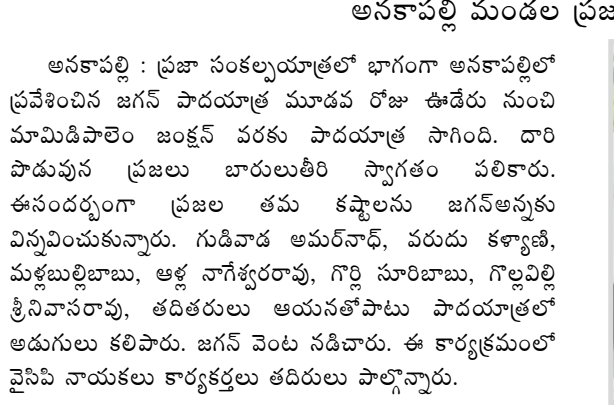 అనకాపల్లి మండల ప్రజ
అనకాపల్లి : ప్రజా సంకల్పయాత్రలో భాగంగా అనకాపల్లిలో
ప్రవేశించిన జగన్ పాదయాత్ర మూడవ రోజు ఊడేరు నుంచి
మామిడిపాలెం జంక్షన్ వరకు పాదయాత్ర సాగింది. దారి
పొడువున ప్రజలు బారులుతీరి స్వాగతం పలికారు.
ఈసందర్బంగా ప్రజల తమ కష్టాలను జగన్అన్నకు
విన్నవించుకున్నారు. గుడివాడ అమర్‌నాధ్, వరుదు కళ్యాణి,
మళ్లబుల్లిబాబు, ఆళ్ల నాగేశ్వరరావు, గొర్లి సూరిబాబు, గొల్లవిల్లి
శ్రీనివాసరావు, తదితరులు ఆయనతోపాటు పాదయాత్రలో
అడుగులు కలిపారు. జగన్ వెంట నడిచారు. ఈ కార్యక్రమంలో
వైసిపి నాయకలు కార్యకర్తలు తదిరులు పాల్గొన్నారు.